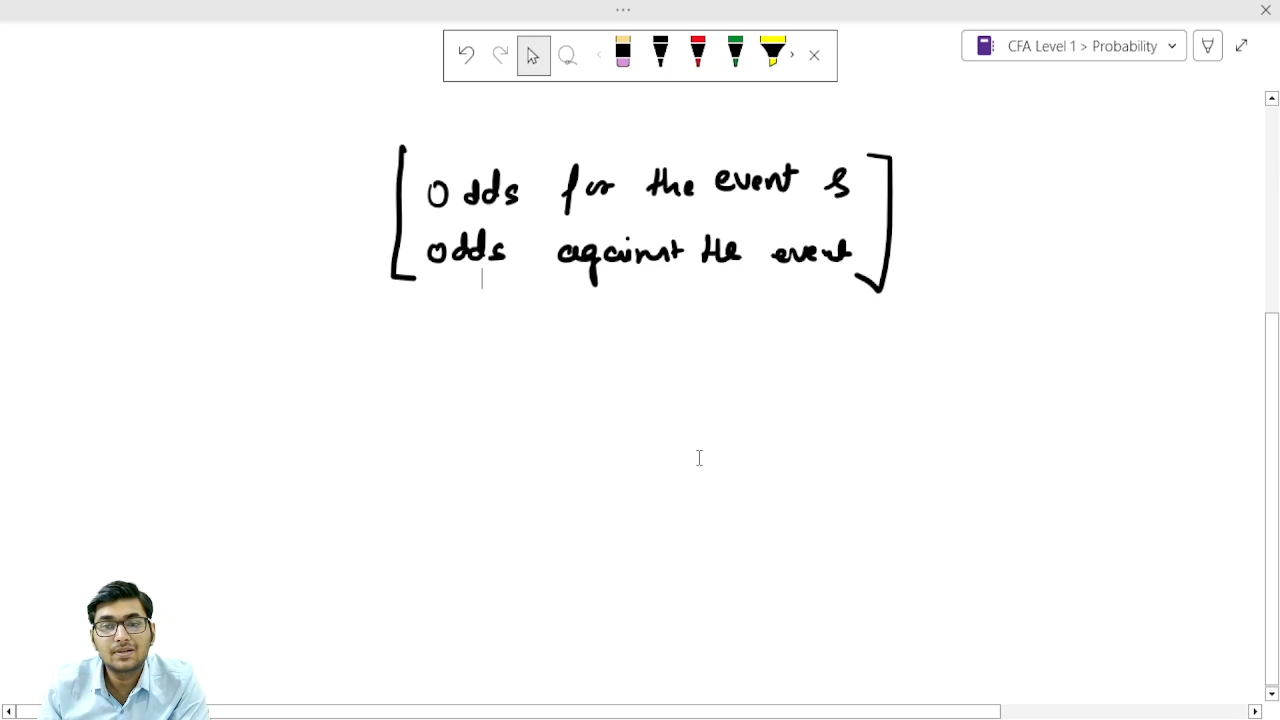 CFA Level 1 > Probability
Odds for the event &
Odds against the event